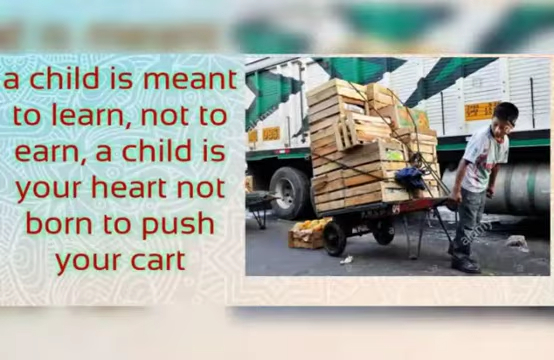 a child is meant
to learn, not to
earn, a child is
your heart not
born to push
your cart